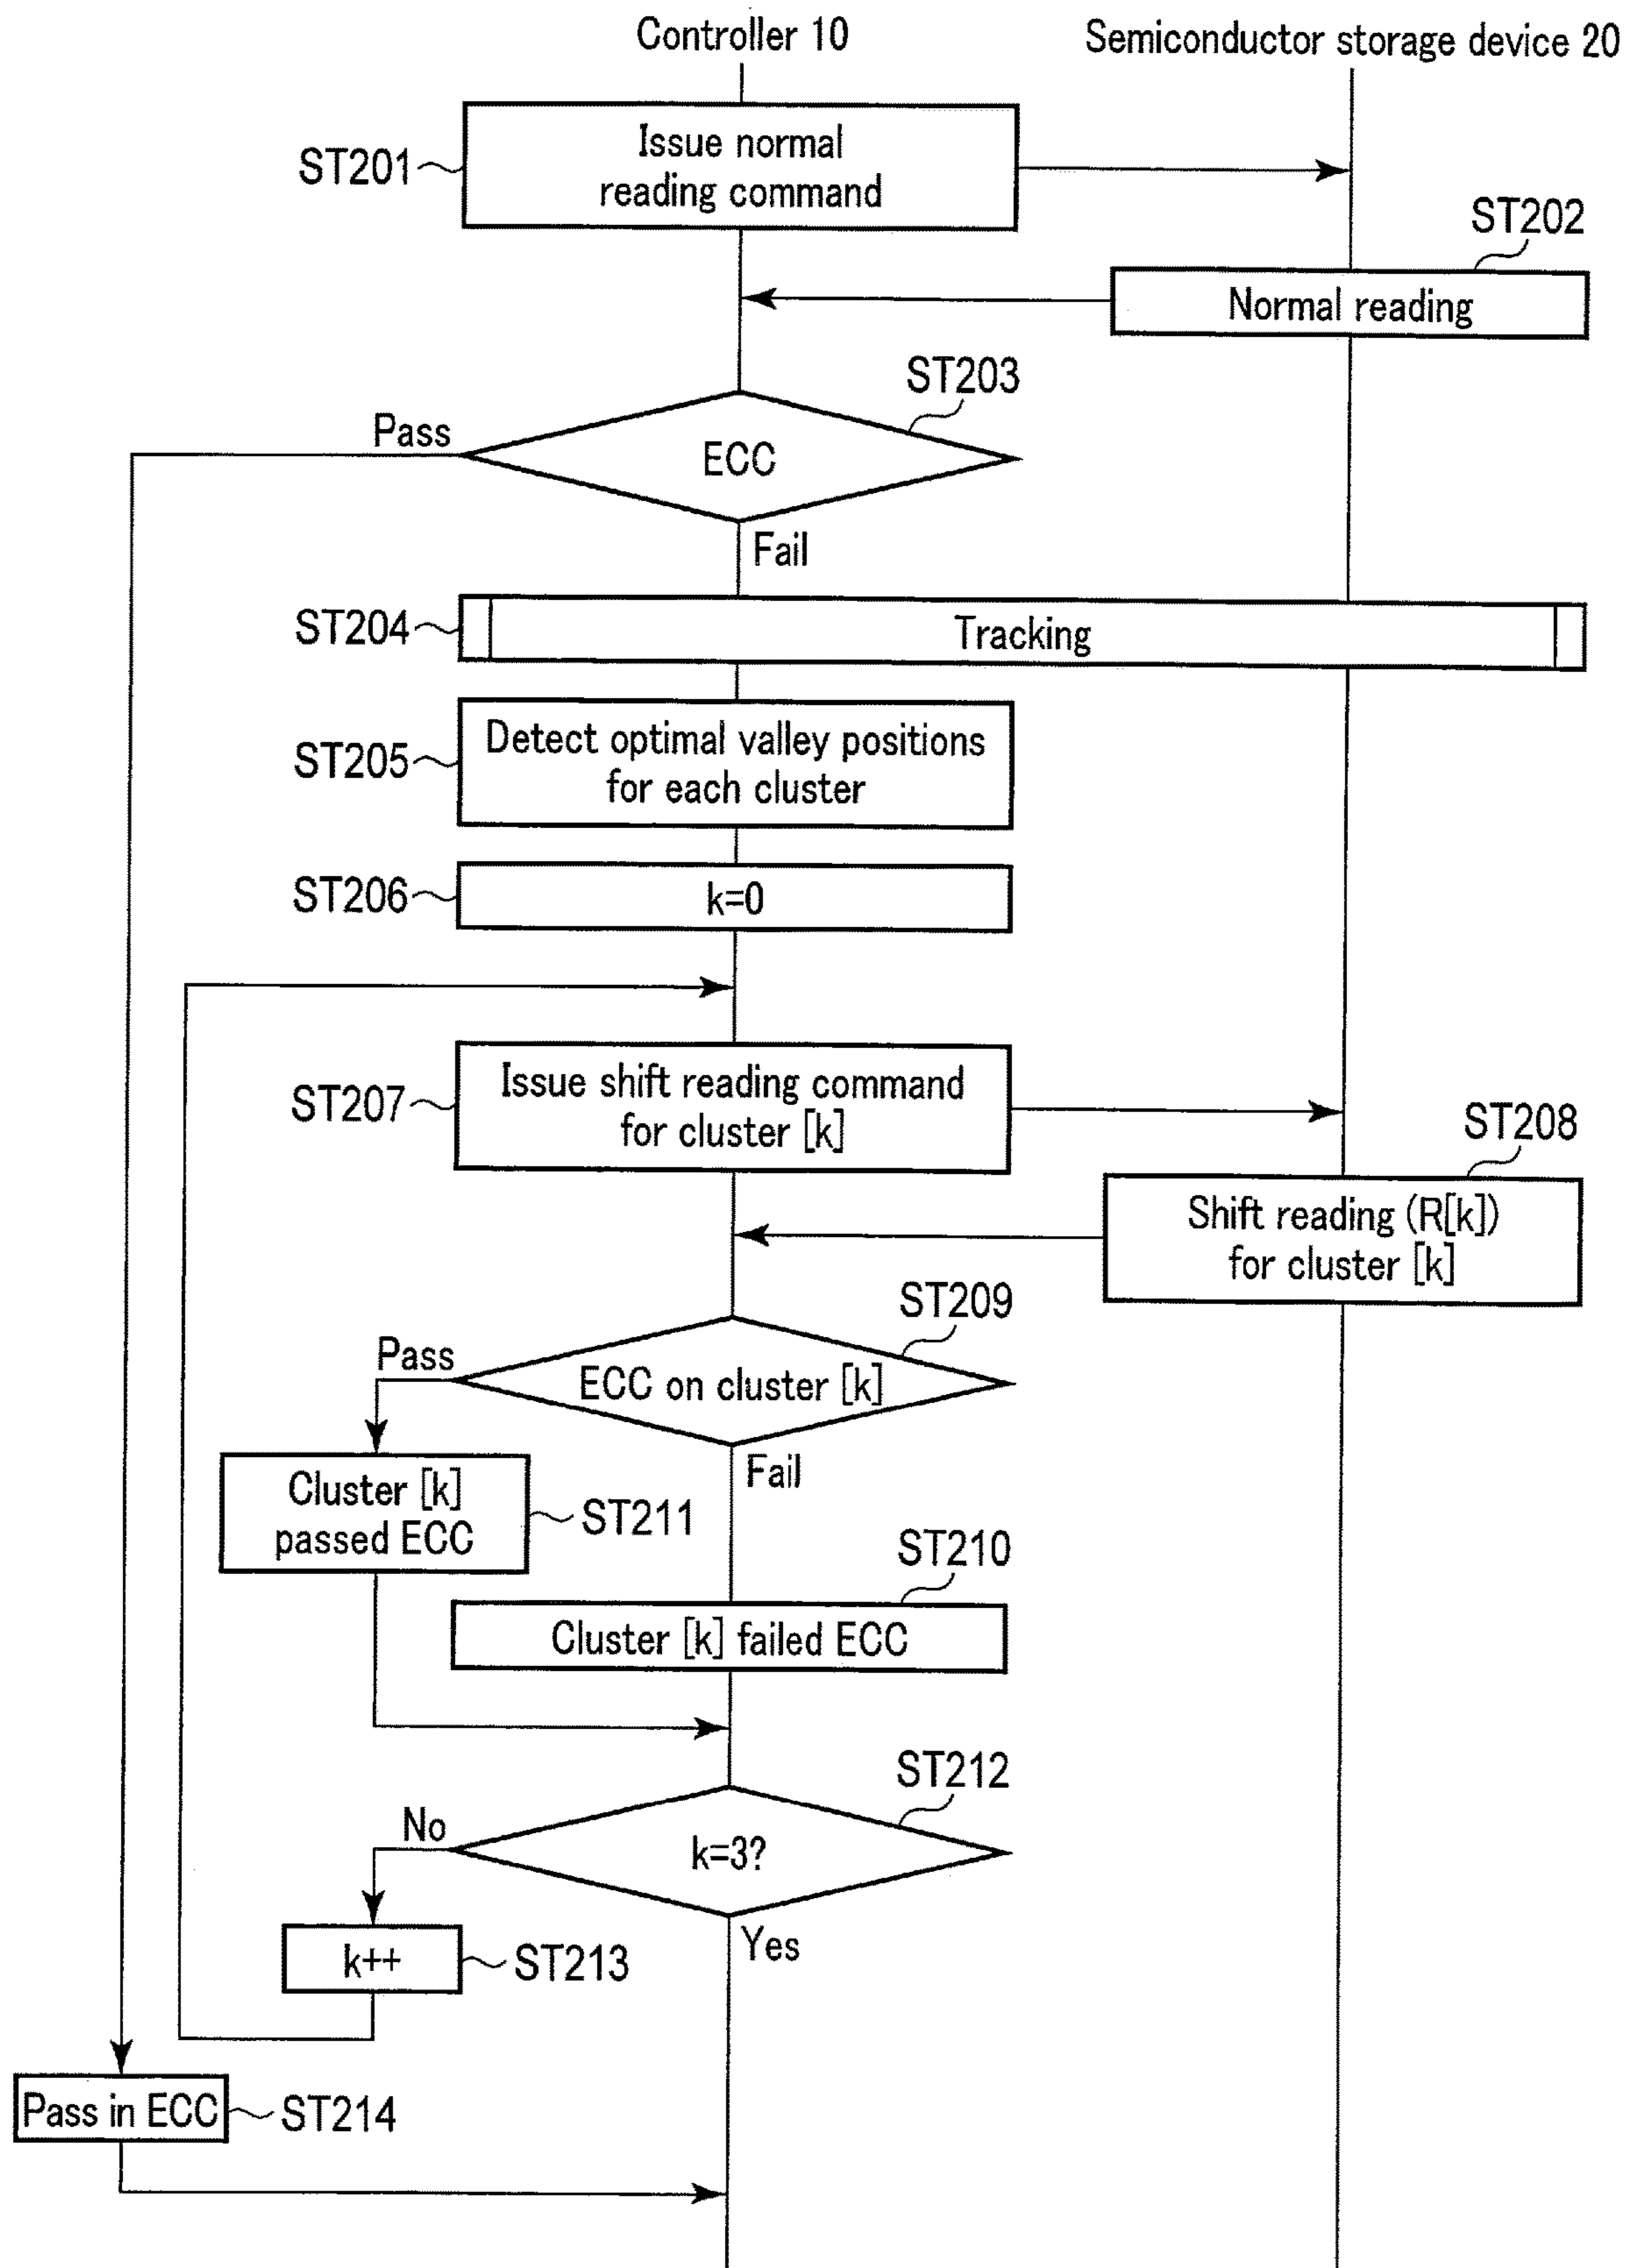 Controller 10
Semiconductor storage device 20
ST201
Issue normal
reading command
ST202
Normal reading
ST203
Pass
ECC
Fail
ST204
Tracking
ST205
Detect optimal valley positions
for each cluster
ST206
k=0
ST207
Issue shift reading command
for cluster [k]
ST208
Shift reading (R[k])
for cluster [k]
ST209
Pass
ECC on cluster [k]
Fail
Cluster [k]
passed ECC
ST211
ST210
Cluster [k] failed ECC
ST212
No
k=3?
Yes
k++
ST213
Pass in ECC
ST214